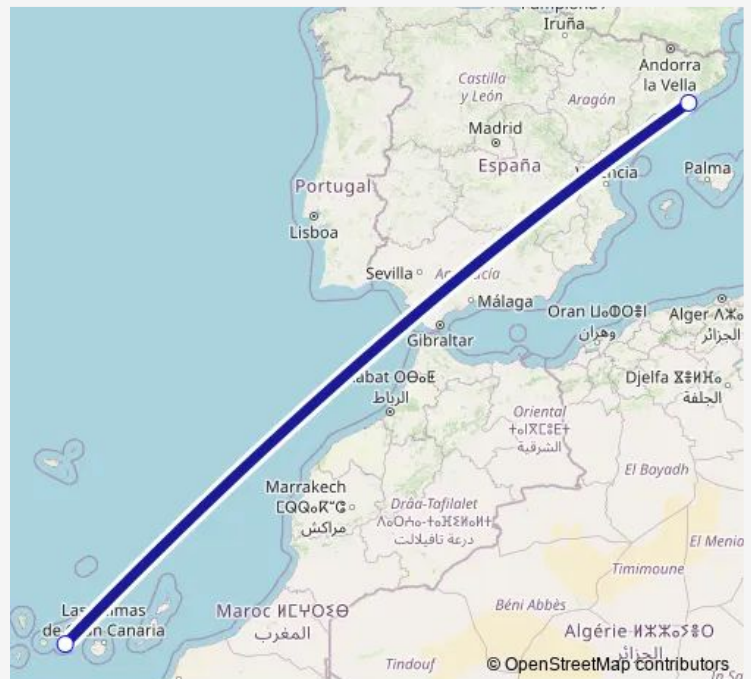 Iruña
Andorra
la Vella
Castilla
y León
Aragón
Madrid
España
Palma
Portugal
Lisboa
Sevilla
Málaga
Gibraltar
Oran ⵡⴰⵀⵔⴰⵏ
وهران
Alger
الجزائر
الرباط
Djelfa
الجلفة
Oriental
الشرقية
El Bayadh
Marrakech
مراكش
Drâa-Tafilalet
درعة تافيلالت
El Menia
Timimoune
Béni Abbès
de Gran Canaria
Maroc ⵍⵎⵖⵔⵉⴱ
المغرب
Algérie
الجزائر
Tindouf
© OpenStreetMap contributors